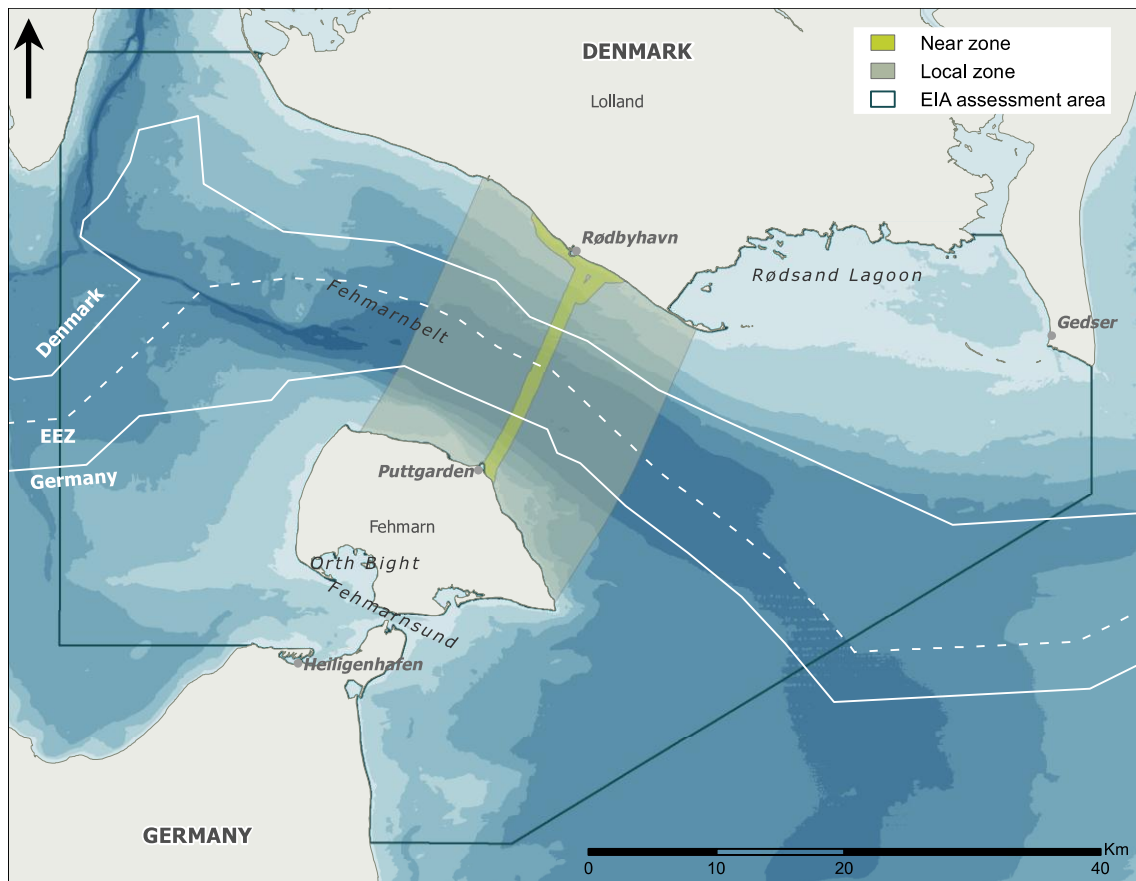 DENMARK
Lolland
Near zone
Local zone
EIA assessment area
Rødbyhavn
Rødsand Lagoon
Gedser
Fehmarnbelt
Denmark
EEZ
Germany
Puttgarden
Fehmarn
Orth Bight
Fehmarnsund
Heiligenhafen
GERMANY
Km
0 10 20 40